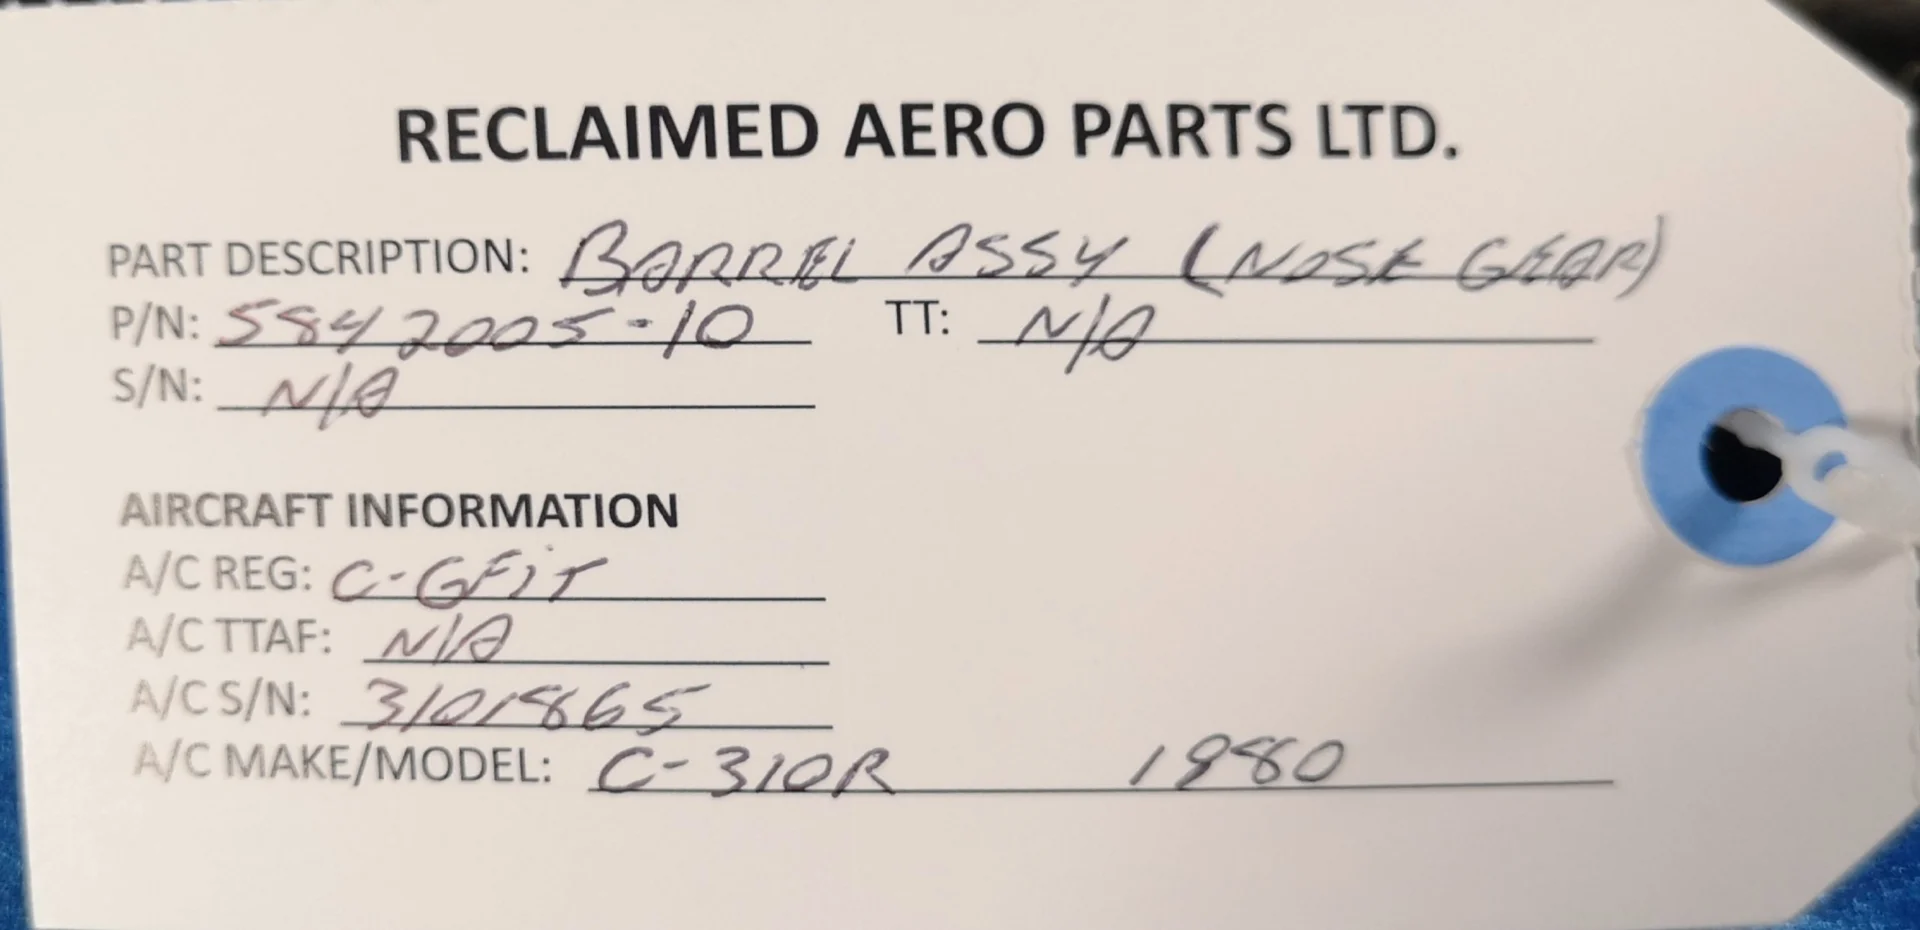 RECLAIMED AERO PARTS LTD.
PART DESCRIPTION: BARREL ASSY (NOSE GEAR)
P/N: 5842005-10 TT: N/A
S/N: N/A
AIRCRAFT INFORMATION
A/C REG: C-GFIT
A/C TTAF: N/A
A/C S/N: 3101865
A/C MAKE/MODEL: C-310R 1980